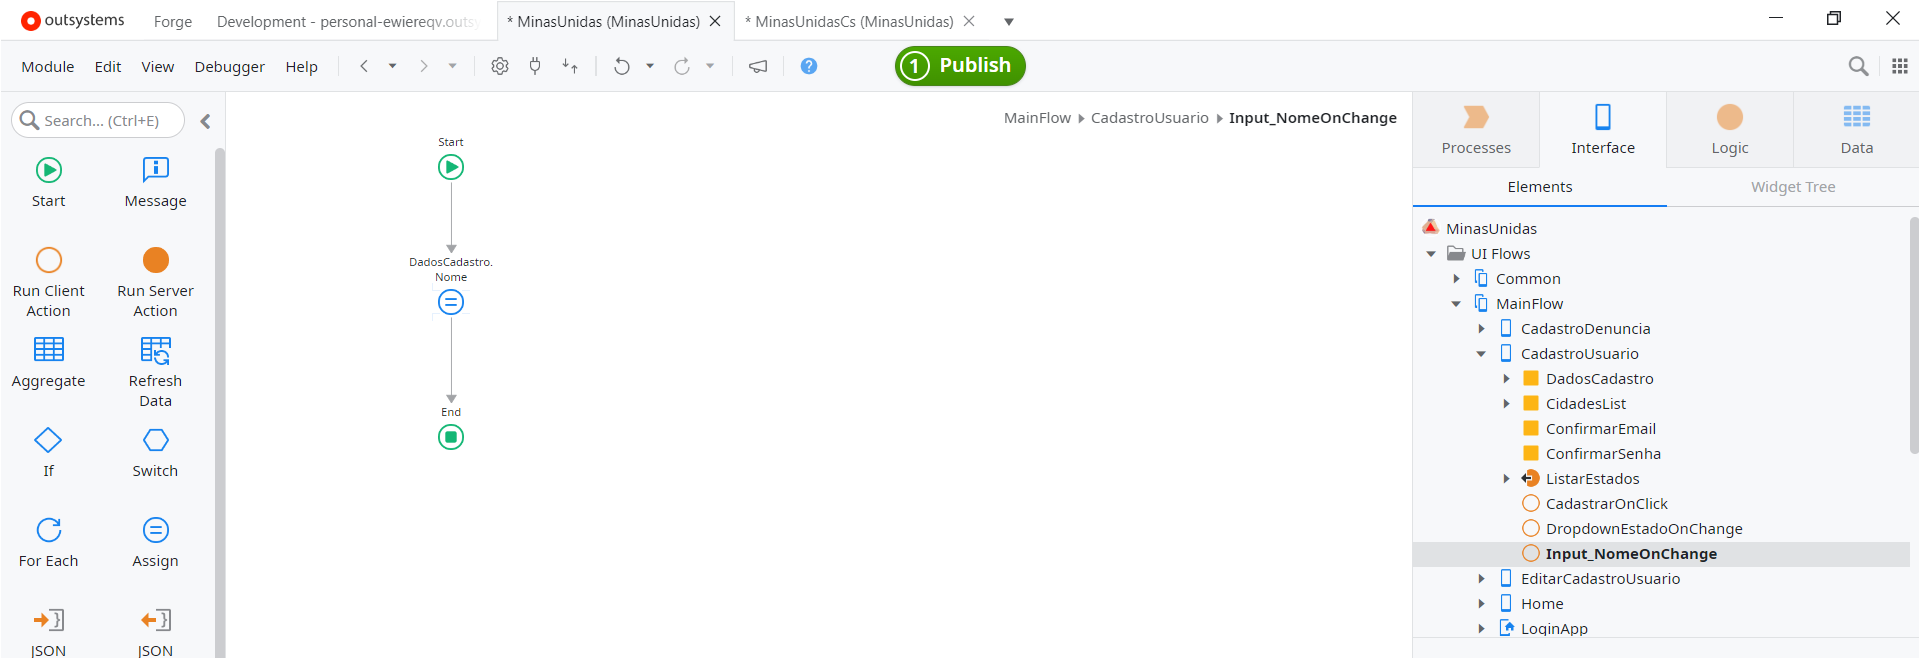 outsystems
Forge
Development - personal-ewiereqv.outsy
* MinasUnidas (MinasUnidas)
* MinasUnidasCs (MinasUnidas)
Module
Edit
View
Debugger
Help
1 Publish
Search... (Ctrl+E)
Start
Message
Run Client
Action
Run Server
Action
Aggregate
Refresh
Data
If
Switch
For Each
Assign
JSON
JSON
MainFlow
CadastroUsuario
Input_NomeOnChange
Start
DadosCadastro.
Nome
End
Processes
Interface
Logic
Data
Elements
Widget Tree
MinasUnidas
UI Flows
Common
MainFlow
CadastroDenuncia
CadastroUsuario
DadosCadastro
CidadesList
ConfirmarEmail
ConfirmarSenha
ListarEstados
CadastrarOnClick
DropdownEstadoOnChange
Input_NomeOnChange
EditarCadastroUsuario
Home
LoginApp